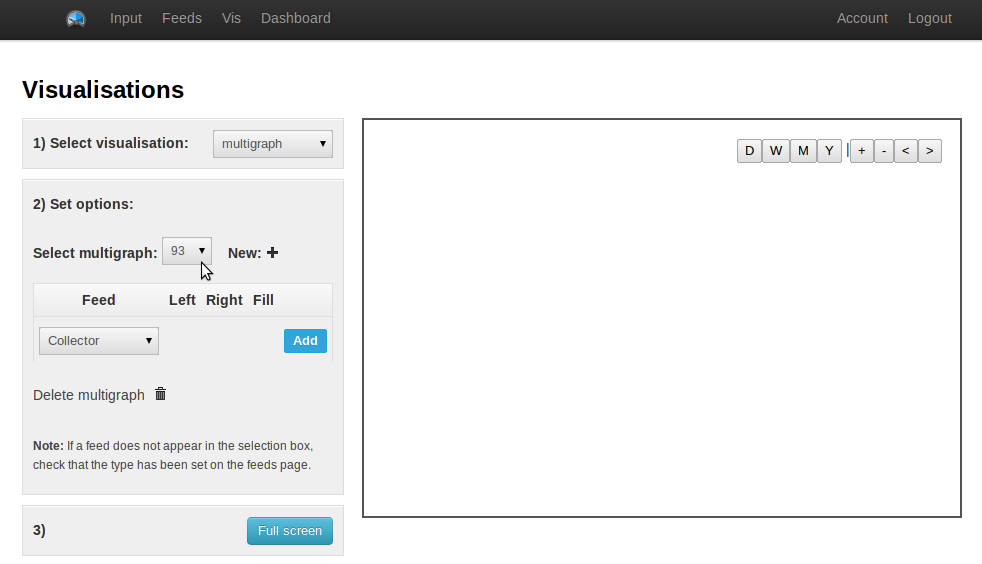 Input Feeds Vis Dashboard Account Logout
Visualisations
1) Select visualisation: multigraph
D W M Y | + - < >
2) Set options:
Select multigraph: 93 New:
Feed Left Right Fill
Collector Add
Delete multigraph
Note: If a feed does not appear in the selection box,
check that the type has been set on the feeds page.
3) Full screen